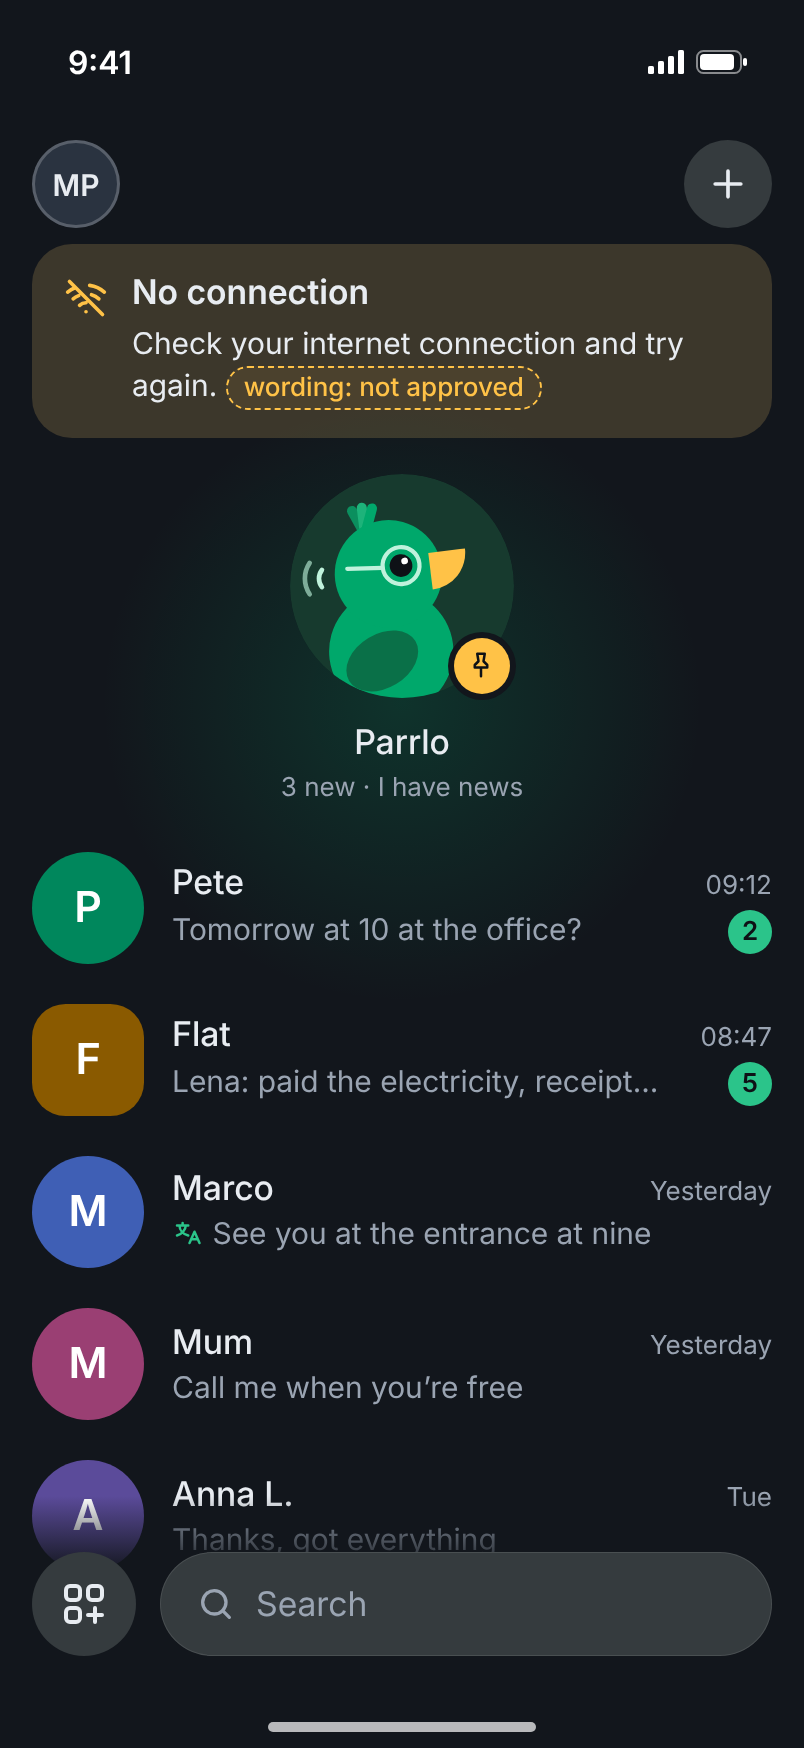 9:41
MP
No connection
Check your internet connection and try
again. wording: not approved
Parrlo
3 new · I have news
P
Pete
09:12
Tomorrow at 10 at the office?
2
F
Flat
08:47
Lena: paid the electricity, receipt…
5
M
Marco
Yesterday
See you at the entrance at nine
M
Mum
Yesterday
Call me when you’re free
A
Anna L.
Tue
Thanks, got everything
Search